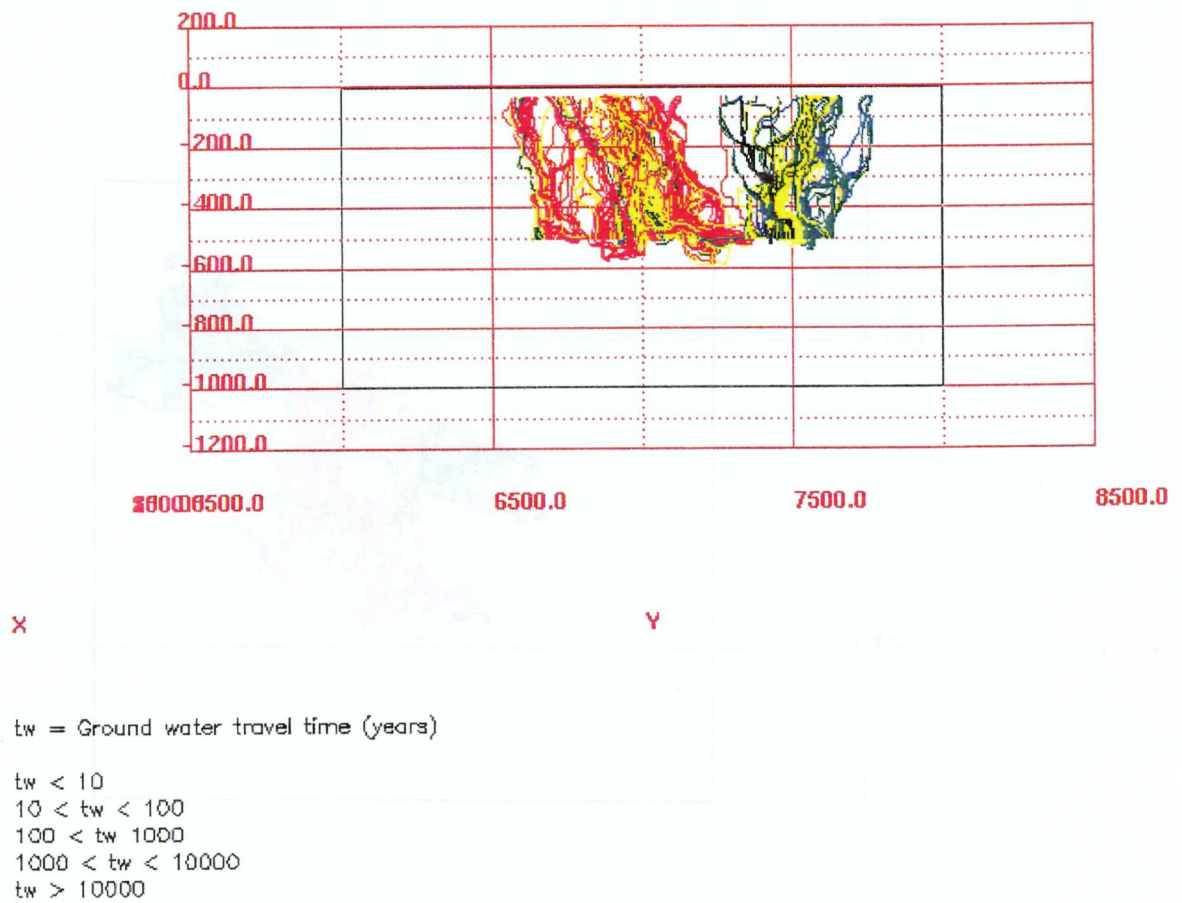 200.0
0.0
-200.0
-400.0
-600.0
-800.0
-1000.0
-1200.0
6500.0 7500.0 8500.0
X Y
tw = Ground water travel time (years)
tw < 10
10 < tw < 100
100 < tw 1000
1000 < tw < 10000
tw > 10000